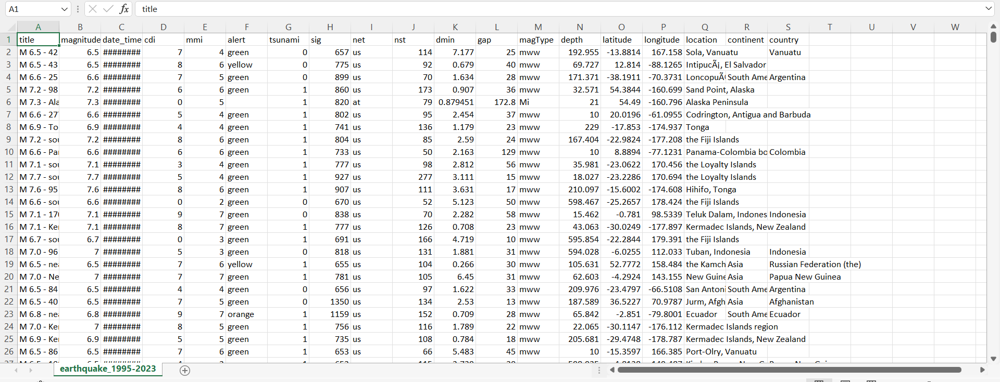 A1 fx title
A B C D E F G H I J K L M N O P Q R S T U V W
1 title magnitude date_time cdi mmi alert tsunami sig net nst dmin gap magType depth latitude longitude location continent country
2 M 6.5 - 42 6.5 ######## 7 4 green 0 657 us 114 7.177 25 mww 192.955 -13.8814 167.158 Sola, Vanuatu Vanuatu
3 M 6.5 - 43 6.5 ######## 8 6 yellow 0 775 us 92 0.679 40 mww 69.727 12.814 -88.1265 IntipucÃ¡, El Salvador
4 M 6.6 - 25 6.6 ######## 7 5 green 0 899 us 70 1.634 28 mww 171.371 -38.1911 -70.3731 LoncopuÃ South Ame Argentina
5 M 7.2 - 98 7.2 ######## 6 6 green 1 860 us 173 0.907 36 mww 32.571 54.3844 -160.699 Sand Point, Alaska
6 M 7.3 - Ala 7.3 ######## 0 5 1 820 at 79 0.879451 172.8 Mi 21 54.49 -160.796 Alaska Peninsula
7 M 6.6 - 27 6.6 ######## 5 4 green 1 802 us 95 2.454 37 mww 10 20.0196 -61.0955 Codrington, Antigua and Barbuda
8 M 6.9 - To 6.9 ######## 4 4 green 1 741 us 136 1.179 23 mww 229 -17.853 -174.937 Tonga
9 M 7.2 - sou 7.2 ######## 8 6 green 1 804 us 85 2.59 24 mww 167.404 -22.9824 -177.208 the Fiji Islands
10 M 6.6 - Pa 6.6 ######## 6 6 green 1 733 us 50 2.163 129 mww 10 8.8894 -77.1231 Panama-Colombia bo Colombia
11 M 7.1 - sou 7.1 ######## 3 4 green 1 777 us 98 2.812 56 mww 35.981 -23.0622 170.456 the Loyalty Islands
12 M 7.7 - sou 7.7 ######## 5 4 green 1 927 us 277 3.111 15 mww 18.027 -23.2286 170.694 the Loyalty Islands
13 M 7.6 - 95 7.6 ######## 8 6 green 1 907 us 111 3.631 17 mww 210.097 -15.6002 -174.608 Hihifo, Tonga
14 M 6.6 - sou 6.6 ######## 0 2 green 0 670 us 52 5.123 50 mww 598.467 -25.2657 178.424 the Fiji Islands
15 M 7.1 - 170 7.1 ######## 9 7 green 0 838 us 70 2.282 58 mww 15.462 -0.781 98.5339 Teluk Dalam, Indones Indonesia
16 M 7.1 - Ke 7.1 ######## 8 7 green 1 777 us 126 0.708 23 mww 43.063 -30.0249 -177.897 Kermadec Islands, New Zealand
17 M 6.7 - sou 6.7 ######## 0 3 green 1 691 us 166 4.719 10 mww 595.854 -22.2844 179.391 the Fiji Islands
18 M 7.0 - 96 7 ######## 5 3 green 0 818 us 131 1.881 31 mww 594.028 -6.0255 112.033 Tuban, Indonesia Indonesia
19 M 6.5 - ne 6.5 ######## 7 6 yellow 1 655 us 104 0.266 30 mww 105.631 52.7772 158.484 the Kamch Asia Russian Federation (the)
20 M 7.0 - Ne 7 ######## 7 7 green 1 781 us 105 6.45 31 mww 62.603 -4.2924 143.155 New Guine Asia Papua New Guinea
21 M 6.5 - 84 6.5 ######## 4 4 green 0 656 us 97 1.622 33 mww 209.976 -23.4797 -66.5108 San Antoni South Ame Argentina
22 M 6.5 - 40 6.5 ######## 7 5 green 0 1350 us 134 2.53 13 mww 187.589 36.5227 70.9787 Jurm, Afgh Asia Afghanistan
23 M 6.8 - ne 6.8 ######## 9 7 orange 1 1159 us 152 0.709 28 mww 65.842 -2.851 -79.8001 Ecuador South Ame Ecuador
24 M 7.0 - Ke 7 ######## 8 5 green 1 756 us 116 1.789 22 mww 22.065 -30.1147 -176.112 Kermadec Islands region
25 M 6.9 - Ke 6.9 ######## 5 5 green 1 735 us 108 0.784 18 mww 205.681 -29.4748 -178.787 Kermadec Islands, New Zealand
26 M 6.5 - 86 6.5 ######## 7 6 green 1 653 us 66 5.483 45 mww 10 -15.3597 166.385 Port-Olry, Vanuatu
earthquake_1995-2023